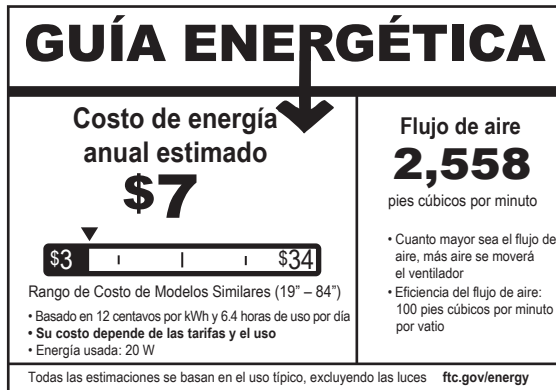 GUÍA ENERGÉTICA
Costo de energía
anual estimado
$7
$3 $34
Rango de Costo de Modelos Similares (19” – 84”)
• Basado en 12 centavos por kWh y 6.4 horas de uso por día
• Su costo depende de las tarifas y el uso
• Energía usada: 20 W
Flujo de aire
2,558
pies cúbicos por minuto
• Cuanto mayor sea el flujo de
aire, más aire se moverá
el ventilador
• Eficiencia del flujo de aire:
100 pies cúbicos por minuto
por vatio
Todas las estimaciones se basan en el uso típico, excluyendo las luces ftc.gov/energy